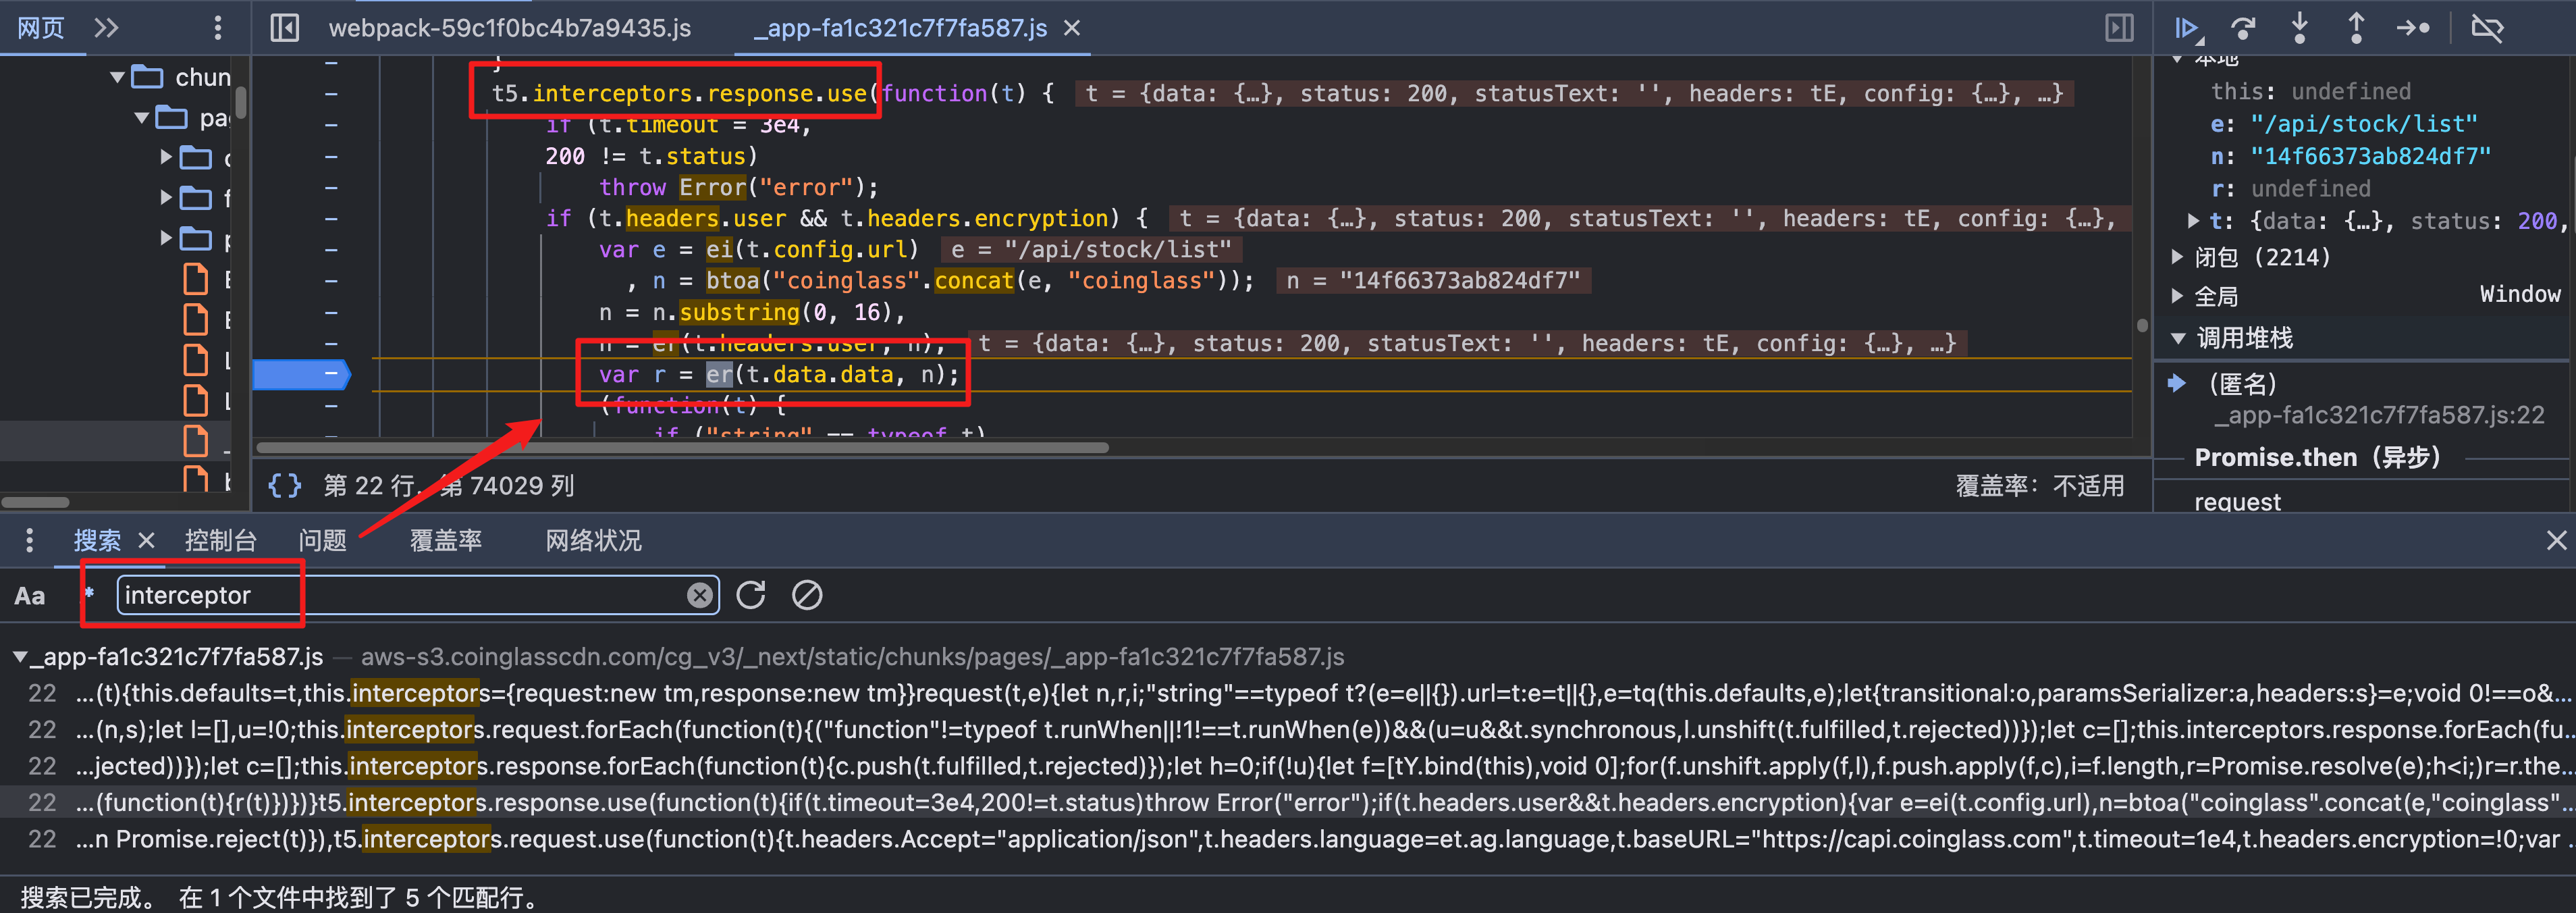 网页
webpack-59c1f0bc4b7a9435.js
_app-fa1c321c7f7fa587.js
chun
pa
t5.interceptors.response.use(function(t) { t = {data: {…}, status: 200, statusText: '', headers: tE, config: {…}, …}
if (t.timeout = 3e4,
200 != t.status)
throw Error("error");
if (t.headers.user && t.headers.encryption) { t = {data: {…}, status: 200, statusText: '', headers: tE, config: {…},
var e = ei(t.config.url) e = "/api/stock/list"
, n = btoa("coinglass".concat(e, "coinglass")); n = "14f66373ab824df7"
n = n.substring(0, 16),
n = er(t.headers.user, n); t = {data: {…}, status: 200, statusText: '', headers: tE, config: {…}, …}
var r = er(t.data.data, n);
(function(t) {
if ("string" == typeof t)
{} 第 22 行，第 74029 列
覆盖率：不适用
本地
this: undefined
e: "/api/stock/list"
n: "14f66373ab824df7"
r: undefined
t: {data: {…}, status: 200,
闭包 (2214)
全局 Window
调用堆栈
(匿名)
_app-fa1c321c7f7fa587.js:22
Promise.then（异步）
request
搜索 控制台 问题 覆盖率 网络状况
Aa .* interceptor
_app-fa1c321c7f7fa587.js — aws-s3.coinglasscdn.com/cg_v3/_next/static/chunks/pages/_app-fa1c321c7f7fa587.js
22 …(t){this.defaults=t,this.interceptors={request:new tm,response:new tm}}request(t,e){let n,r,i;"string"==typeof t?(e=e||{}).url=t:e=t||{},e=tq(this.defaults,e);let{transitional:o,paramsSerializer:a,headers:s}=e;void 0!==o&…
22 …(n,s);let l=[],u=!0;this.interceptors.request.forEach(function(t){("function"!=typeof t.runWhen||!1!==t.runWhen(e))&&(u=u&&t.synchronous,l.unshift(t.fulfilled,t.rejected))});let c=[];this.interceptors.response.forEach(fu…
22 …jected))});let c=[];this.interceptors.response.forEach(function(t){c.push(t.fulfilled,t.rejected)});let h=0;if(!u){let f=[tY.bind(this),void 0];for(f.unshift.apply(f,l),f.push.apply(f,c),i=f.length,r=Promise.resolve(e);h<i;)r=r.the…
22 …(function(t){r(t)})})}t5.interceptors.response.use(function(t){if(t.timeout=3e4,200!=t.status)throw Error("error");if(t.headers.user&&t.headers.encryption){var e=ei(t.config.url),n=btoa("coinglass".concat(e,"coinglass"…
22 …n Promise.reject(t)}),t5.interceptors.request.use(function(t){t.headers.Accept="application/json",t.headers.language=et.ag.language,t.baseURL="https://capi.coinglass.com",t.timeout=1e4,t.headers.encryption=!0;var …
搜索已完成。 在 1 个文件中找到了 5 个匹配行。